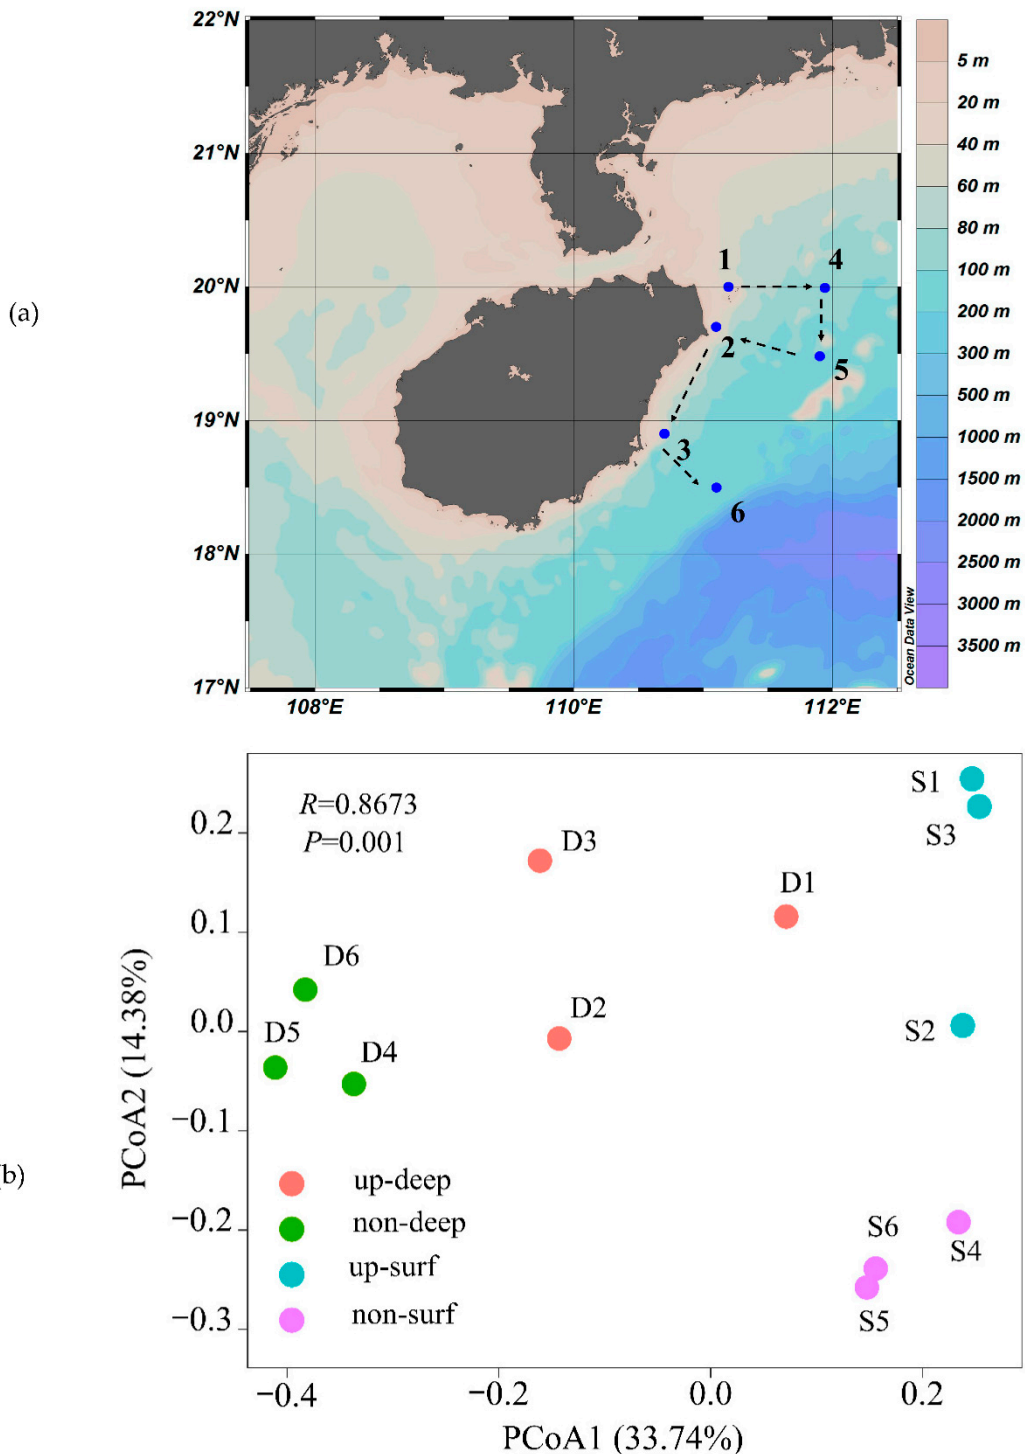 (a)
22°N
21°N
20°N
19°N
18°N
17°N
108°E
110°E
112°E
1
4
2
5
3
6
5 m
20 m
40 m
60 m
80 m
100 m
200 m
300 m
500 m
1000 m
1500 m
2000 m
2500 m
3000 m
3500 m
Ocean Data View
b)
R=0.8673
P=0.001
S1
S3
D3
D1
D6
D2
S2
D5
D4
S6
S4
S5
up-deep
non-deep
up-surf
non-surf
0.2
0.1
0.0
−0.1
−0.2
−0.3
PCoA2 (14.38%)
−0.4
−0.2
0.0
0.2
PCoA1 (33.74%)